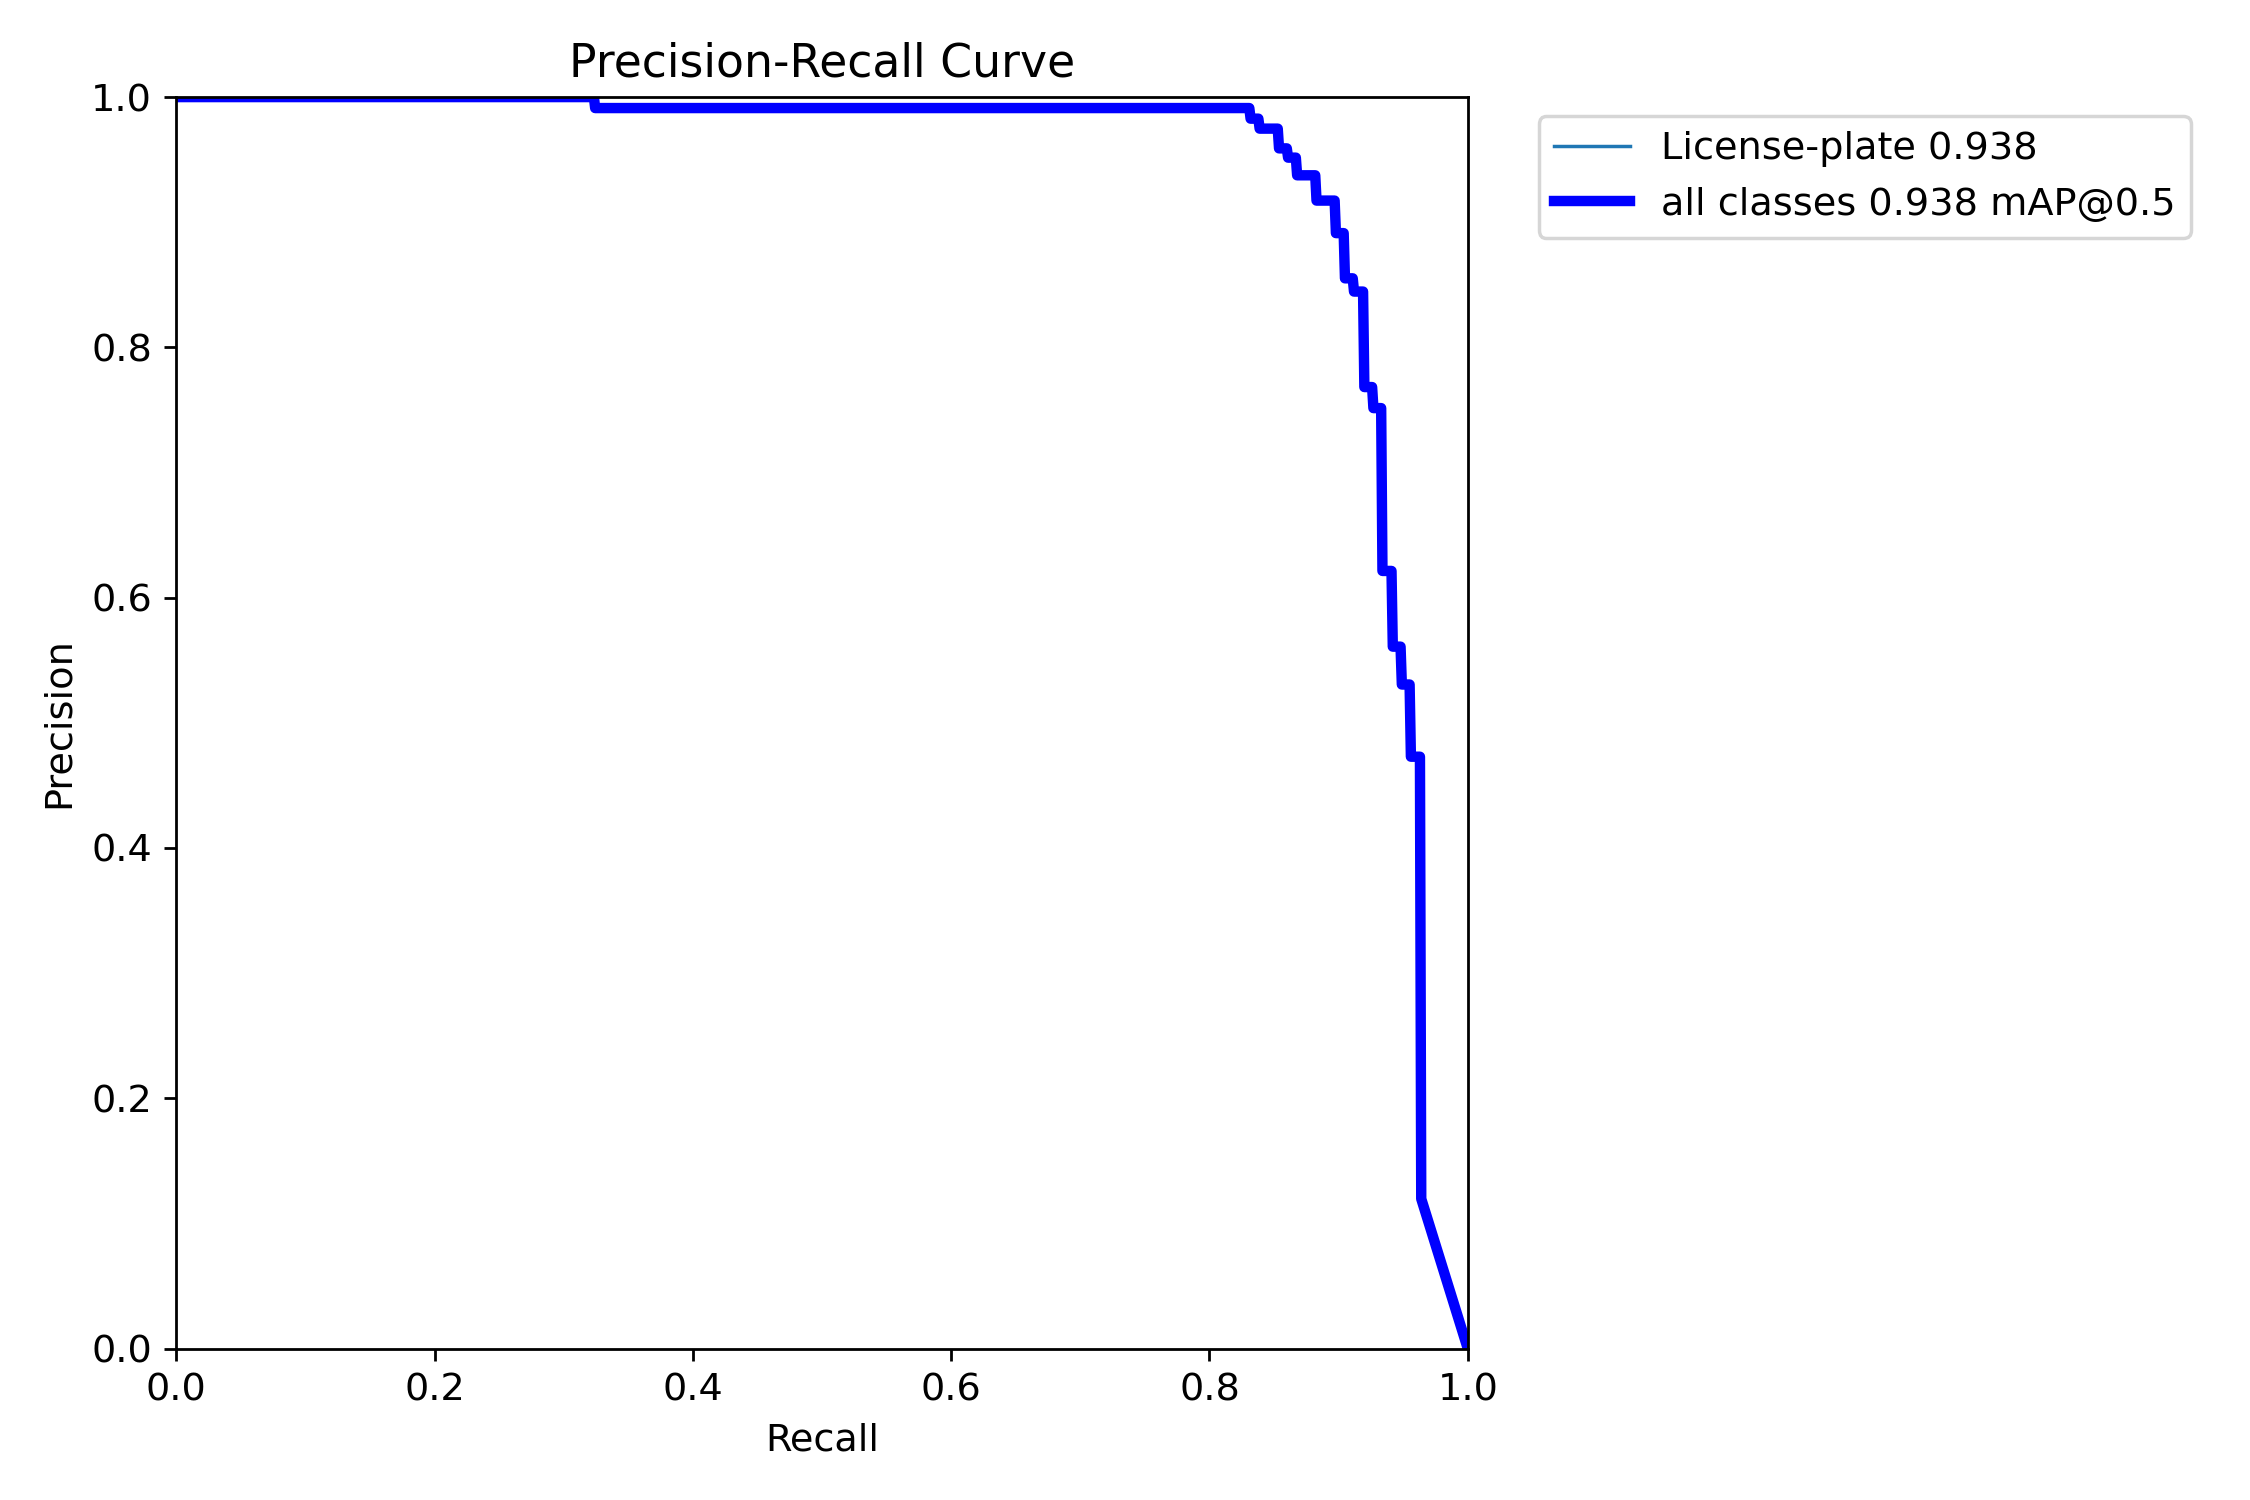 Precision-Recall Curve
1.0
0.8
0.6
0.4
0.2
0.0
Precision
0.0 0.2 0.4 0.6 0.8 1.0
Recall
License-plate 0.938
all classes 0.938 mAP@0.5